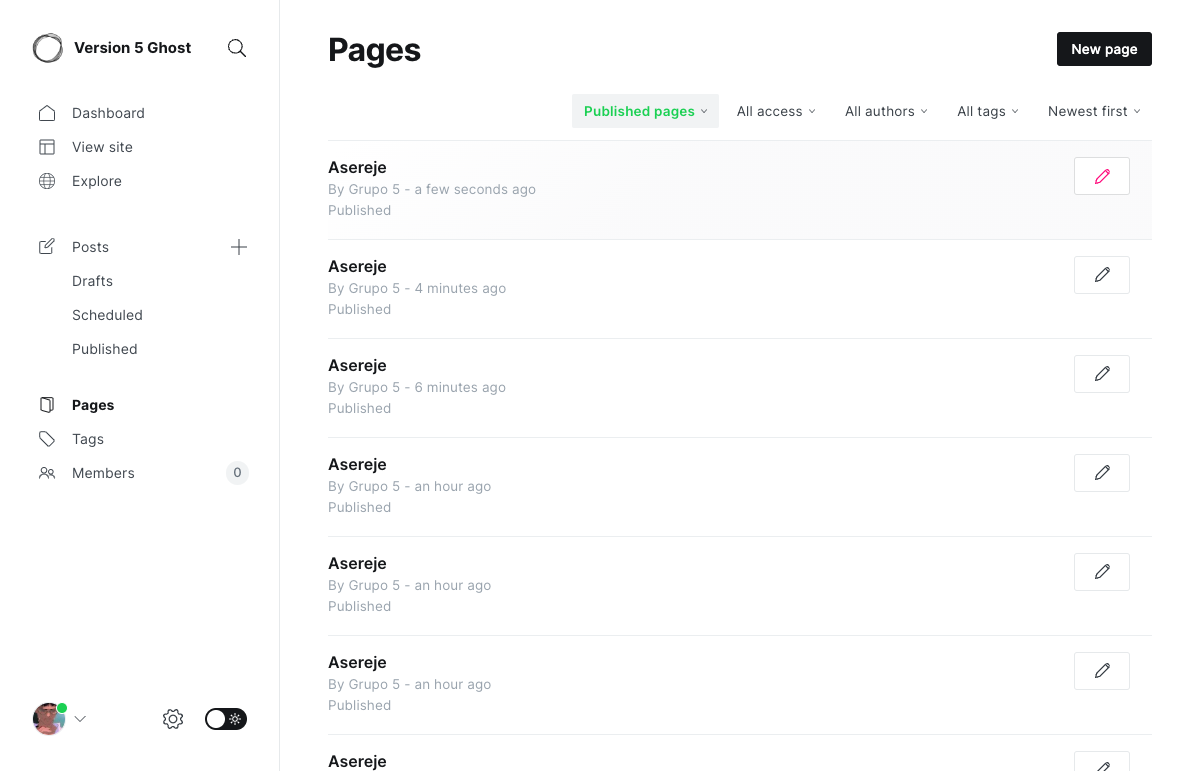 Version 5 Ghost
Dashboard
View site
Explore
Posts
Drafts
Scheduled
Published
Pages
Tags
Members 0
Pages
New page
Published pages All access All authors All tags Newest first
Asereje
By Grupo 5 - a few seconds ago
Published
Asereje
By Grupo 5 - 4 minutes ago
Published
Asereje
By Grupo 5 - 6 minutes ago
Published
Asereje
By Grupo 5 - an hour ago
Published
Asereje
By Grupo 5 - an hour ago
Published
Asereje
By Grupo 5 - an hour ago
Published
Asereje